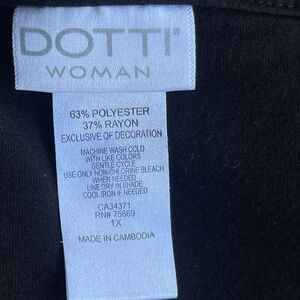 DOTTI®
WOMAN
63% POLYESTER
37% RAYON
EXCLUSIVE OF DECORATION
MACHINE WASH COLD
WITH LIKE COLORS
GENTLE CYCLE
USE ONLY NON-CHLORINE BLEACH
WHEN NEEDED
LINE DRY IN SHADE
COOL IRON IF NEEDED
CA34371
RN# 75569
1X
MADE IN CAMBODIA